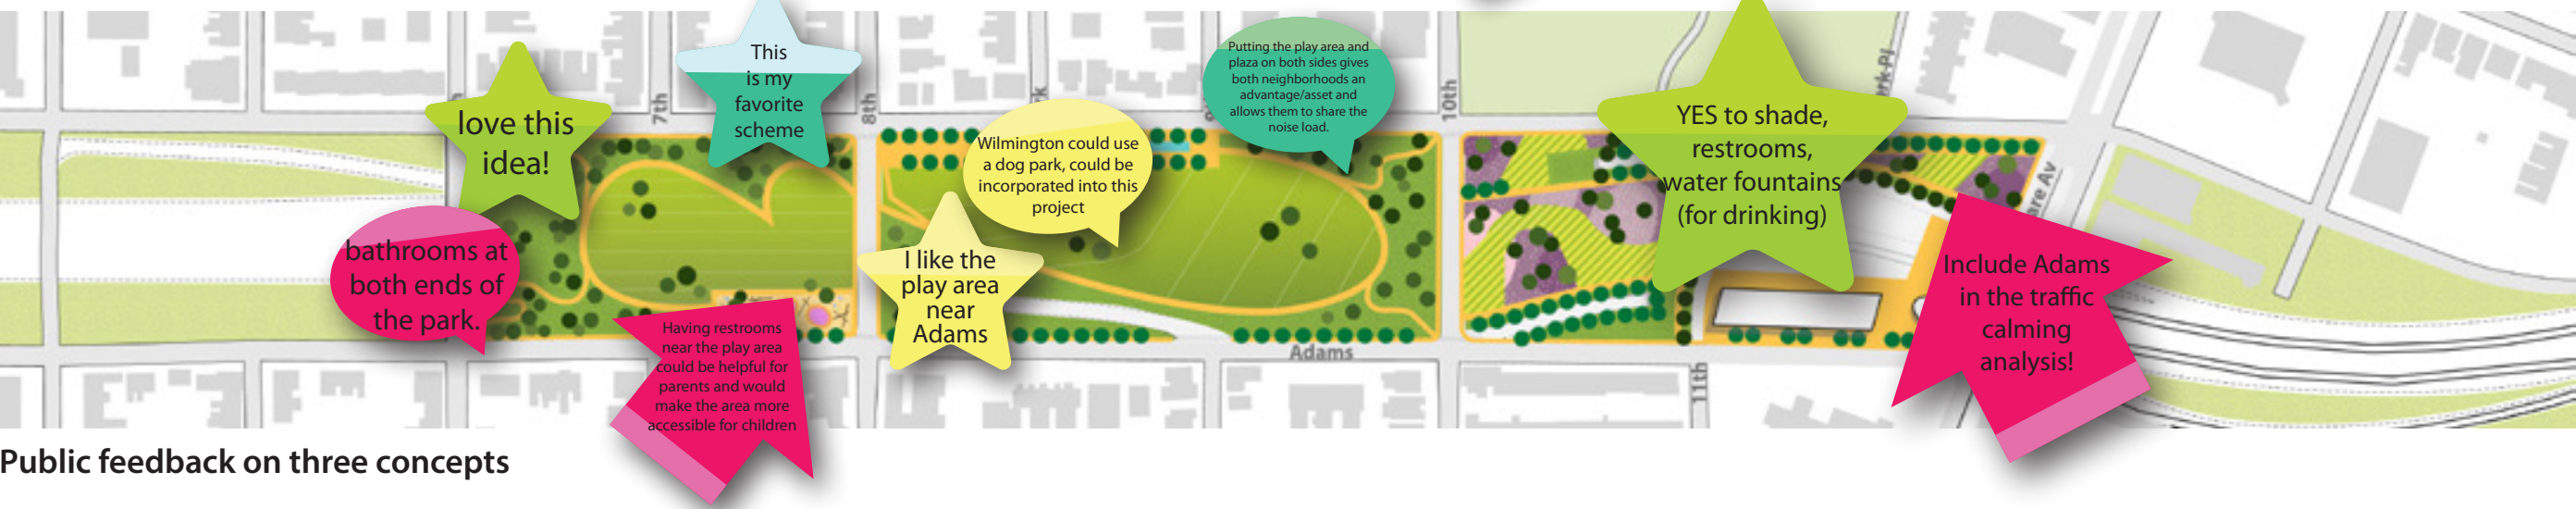 love this
idea!
bathrooms at
both ends of
the park.
7th
This
is my
favorite
scheme
Having restrooms
near the play area
could be helpful for
parents and would
make the area more
accessible for children
8th
I like the
play area
near
Adams
Wilmington could use
a dog park, could be
incorporated into this
project
Putting the play area and
plaza on both sides gives
both neighborhoods an
advantage/asset and
allows them to share the
noise load.
Adams
10th
YES to shade,
restrooms,
water fountains
(for drinking)
11th
Include Adams
in the traffic
calming
analysis!
Public feedback on three concepts